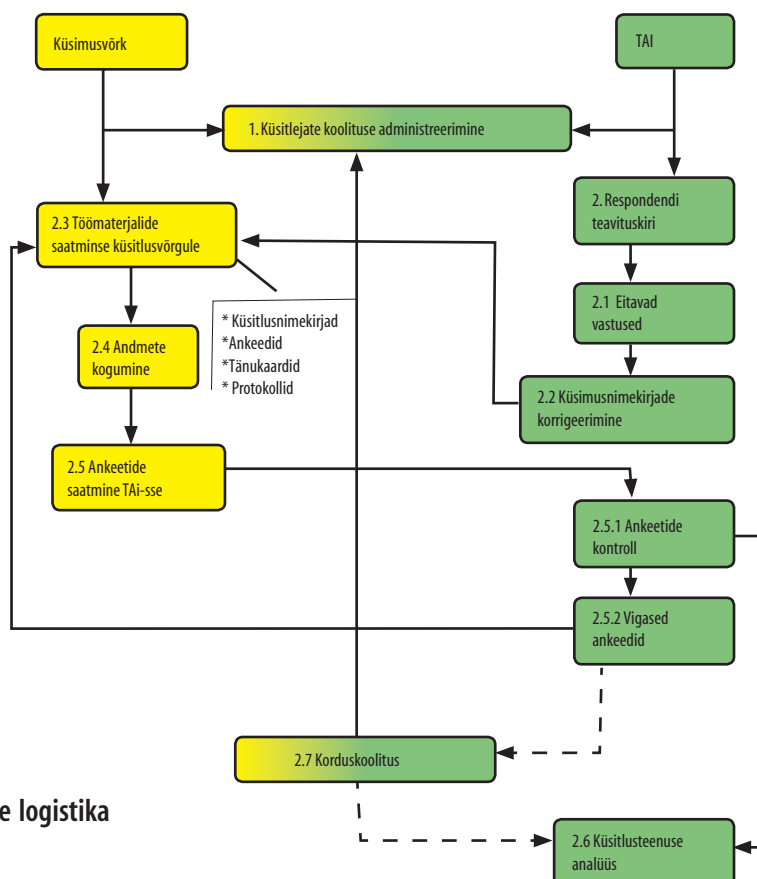 Küsimusvõrk
TAI
1. Küsitlejate koolituse administreerimine
2. Respondendi
teavituskiri
2.3 Töömaterjalide
saatminse küsitlusvõrgule
2.1 Eitavad
vastused
* Küsitlusnimekirjad
*Ankeedid
*Tänukaardid
* Protokollid
2.4 Andmete
kogumine
2.2 Küsimusnimekirjade
korrigeerimine
2.5 Ankeetide
saatmine TAi-sse
2.5.1 Ankeetide
kontroll
2.5.2 Vigased
ankeedid
2.7 Korduskoolitus
e logistika
2.6 Küsitlusteenuse
analüüs